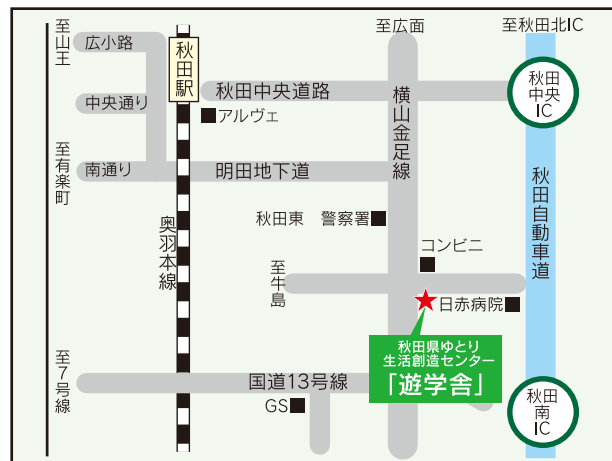 至山王
広小路
秋田駅
至広面
至秋田北IC
秋田中央道路
秋田
中央
IC
中央通り
アルヴェ
横山金足線
至有楽町
南通り
明田地下道
秋田自動車道
奥羽本線
秋田東　警察署
コンビニ
至牛島
日赤病院
秋田県ゆとり
生活創造センター
「遊学舎」
至７号線
国道13号線
GS
秋田
南
IC